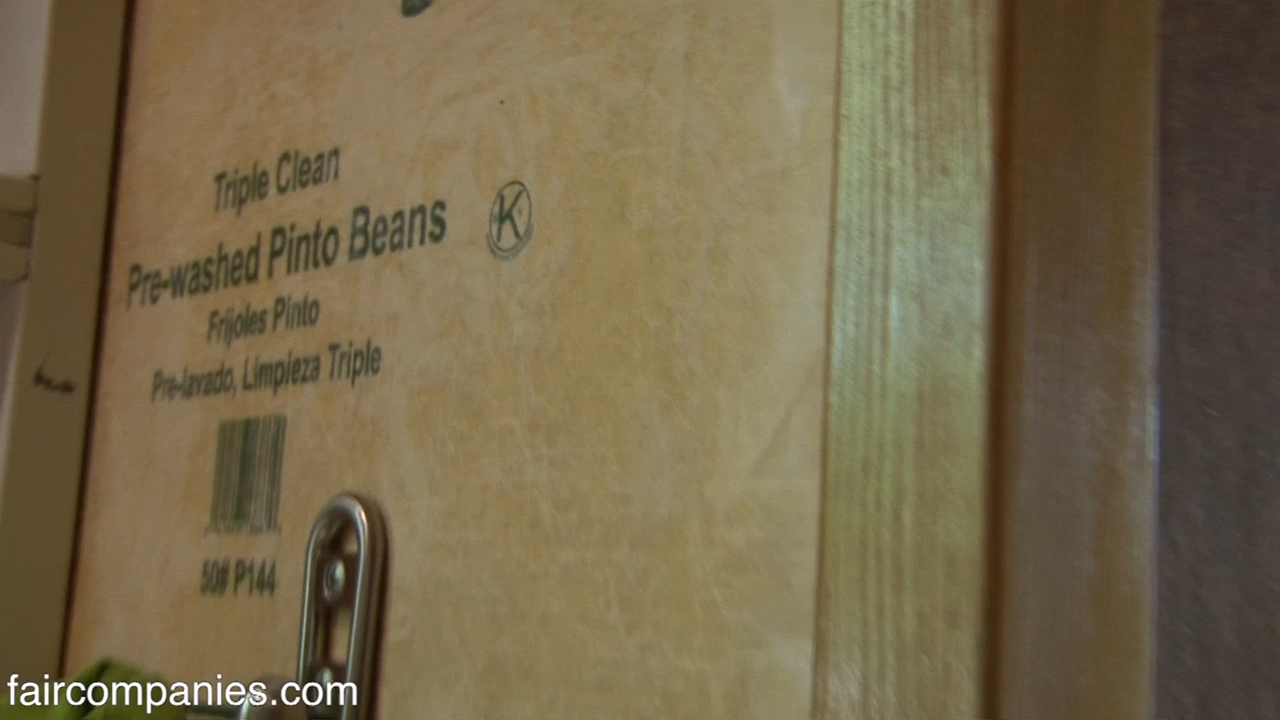 Triple Clean
Pre-washed Pinto Beans
K
Frijoles Pinto
Pre-lavado, Limpieza Triple
50# P144
faircompanies.com